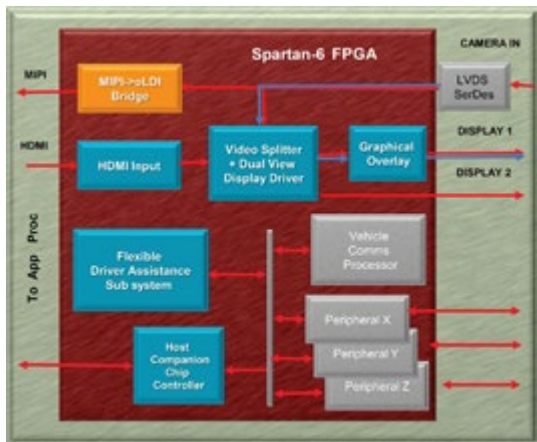 Spartan-6 FPGA
CAMERA IN
MIPI
MIPI->oLDI
Bridge
LVDS
SerDes
HDMI
HDMI Input
Video Splitter
+ Dual View
Display Driver
Graphical
Overlay
DISPLAY 1
DISPLAY 2
To App Proc
Flexible
Driver Assistance
Sub system
Vehicle
Comms
Processor
Host
Companion
Chip
Controller
Peripheral X
Peripheral Y
Peripheral Z